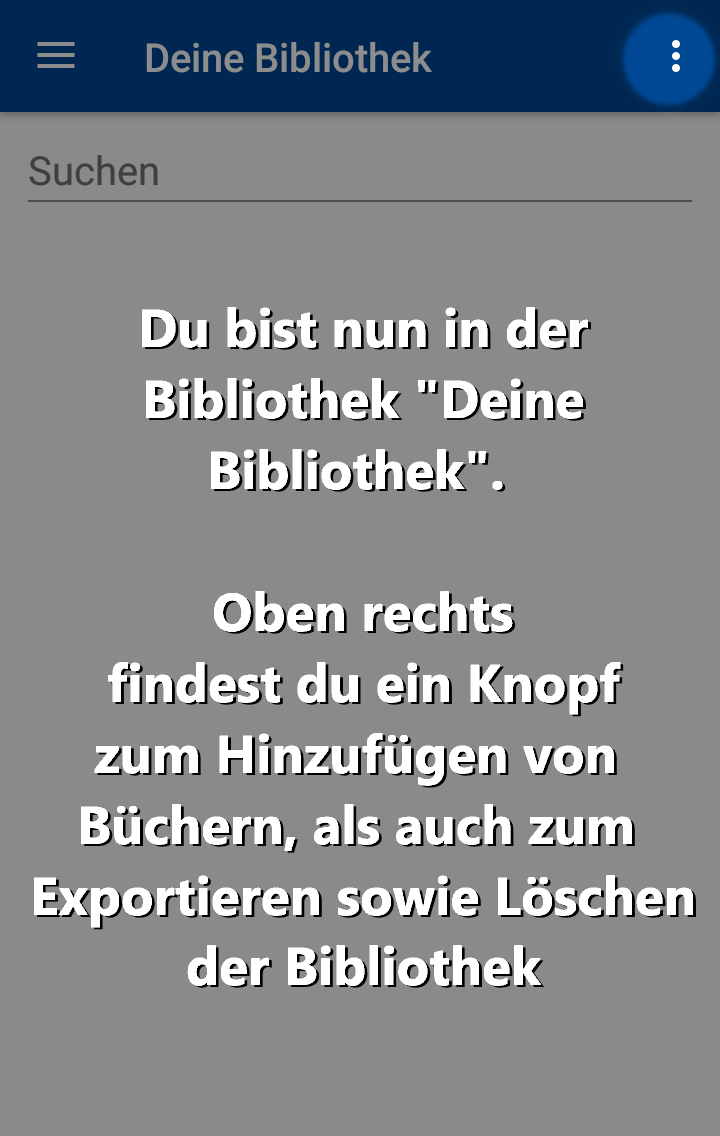 Deine Bibliothek
Suchen
Du bist nun in der
Bibliothek "Deine
Bibliothek".
Oben rechts
findest du ein Knopf
zum Hinzufügen von
Büchern, als auch zum
Exportieren sowie Löschen
der Bibliothek